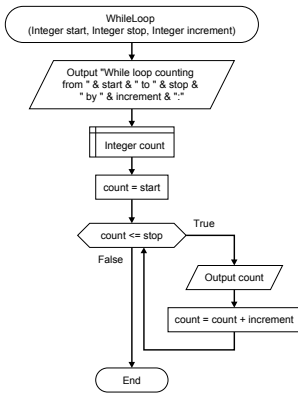 WhileLoop
(Integer start, Integer stop, Integer increment)
Output "While loop counting
from " & start & " to " & stop &
" by " & increment & ":"
Integer count
count = start
count <= stop
True
False
Output count
count = count + increment
End